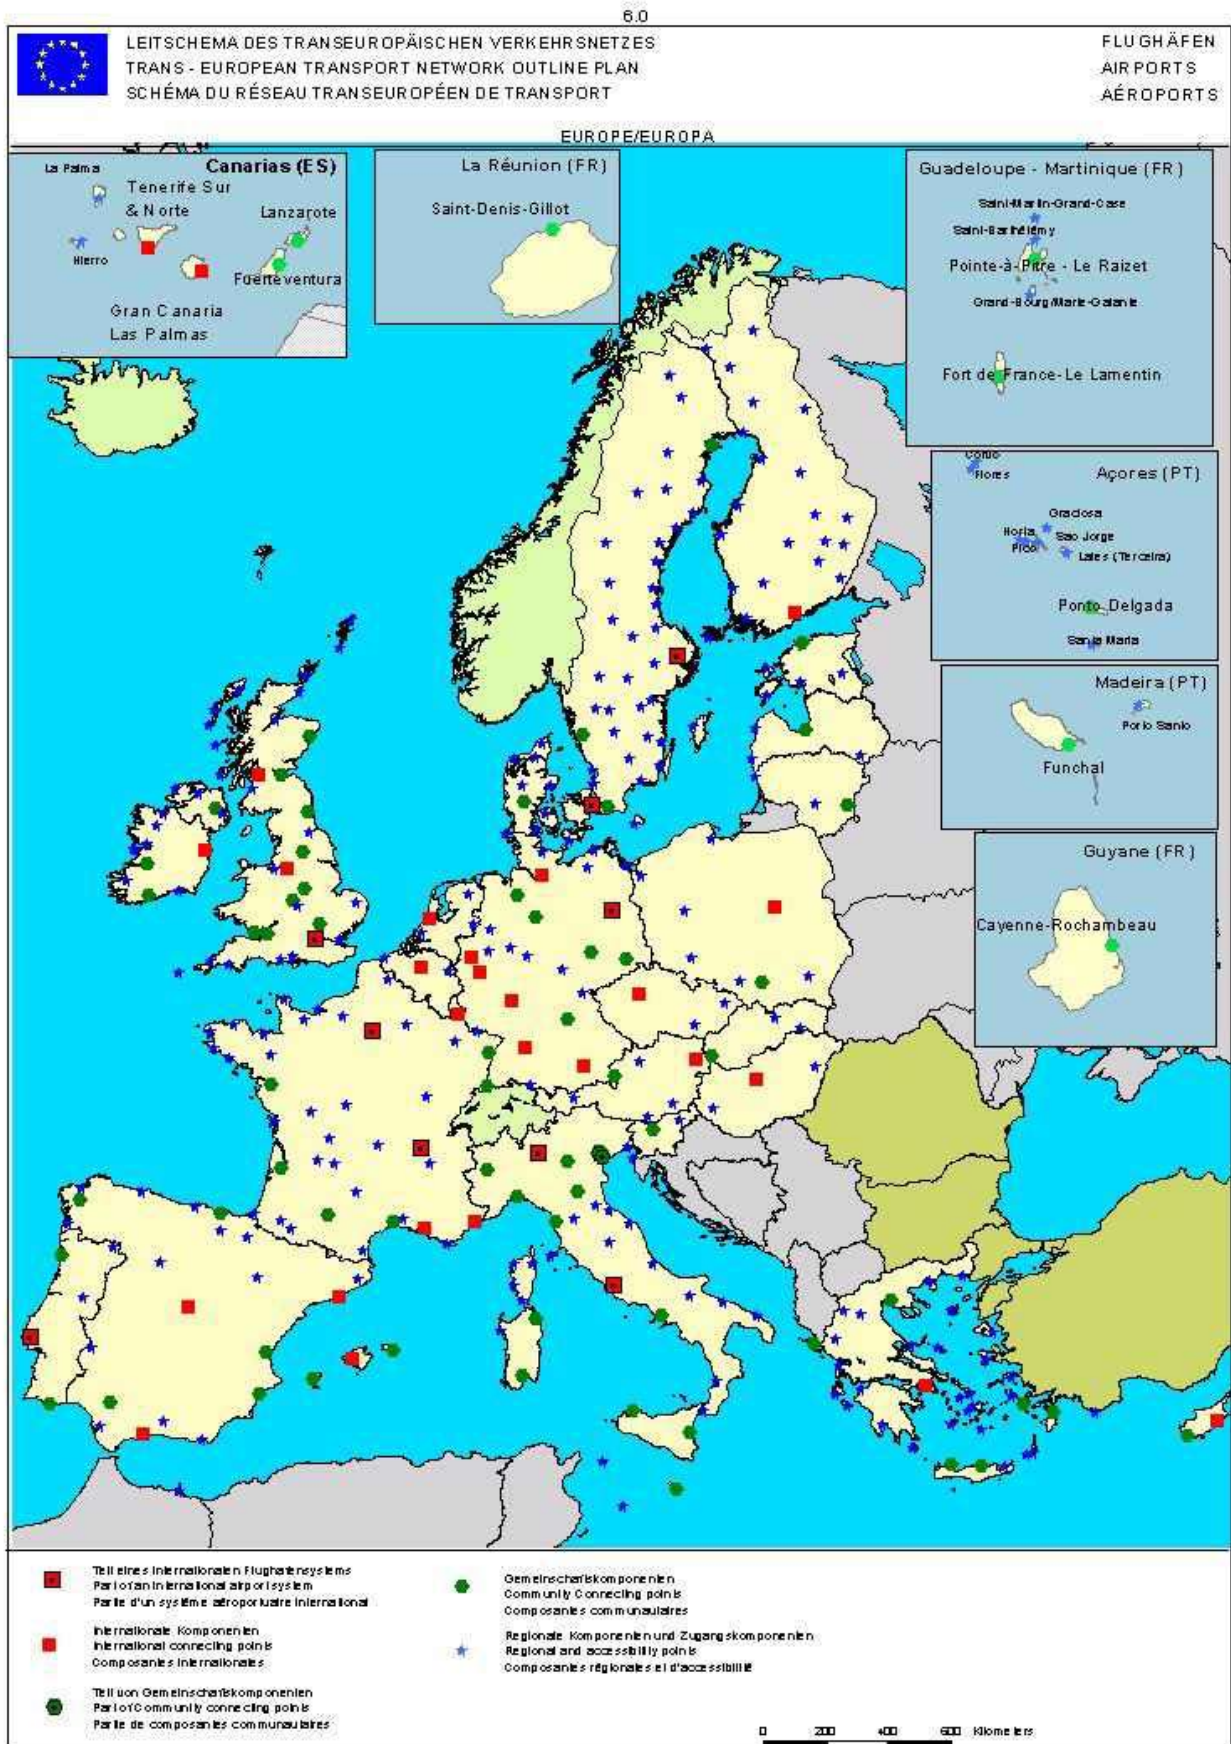 6.0
LEITSCHEMA DES TRANSEUROPÄISCHEN VERKEHRSNETZES
TRANS - EUROPEAN TRANSPORT NETWORK OUTLINE PLAN
SCHÉMA DU RÉSEAU TRANSEUROPÉEN DE TRANSPORT
FLUGHÄFEN
AIRPORTS
AÉROPORTS
EUROPE/EUROPA
Canarias (ES)
La Palma
Tenerife Sur
& Norte
Lanzarote
Hierro
Fuerteventura
Gran Canaria
Las Palmas
La Réunion (FR)
Saint-Denis-Gillot
Guadeloupe - Martinique (FR)
Saint-Martin-Grand-Case
Saint-Barthélémy
Pointe-à-Pitre - Le Raizet
Grand-Bourg/Marie-Galante
Fort de France-Le Lamentin
Açores (PT)
Corvo
Flores
Graciosa
Horta
Sao Jorge
Pico
Lajes (Terceira)
Ponto Delgada
Santa Maria
Madeira (PT)
Porto Santo
Funchal
Guyane (FR)
Cayenne-Rochambeau
Teil eines Internationalen Flughafensystems
Part of an International airport system
Partie d'un système aéroportuaire international
Internationale Komponenten
International connecting points
Composantes Internationales
Teil von Gemeinschaftskomponenten
Part of Community connecting points
Partie de composantes communautaires
Gemeinschaftskomponenten
Community Connecting points
Composantes communautaires
Regionale Komponenten und Zugangskomponenten
Regional and accessibility points
Composantes régionales et d'accessibilité
0 200 400 600 Kilometers